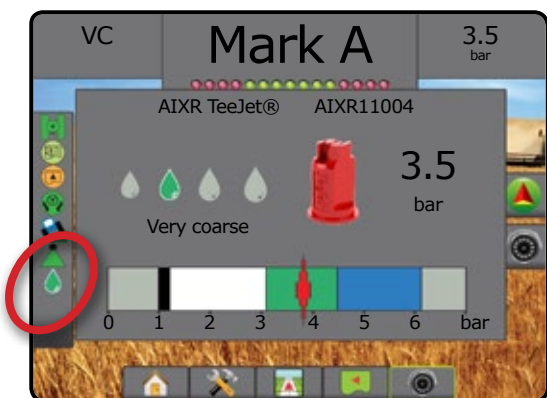 VC Mark A 3.5
bar
AIXR TeeJet® AIXR11004
3.5
bar
Very coarse
0 1 2 3 4 5 6 bar